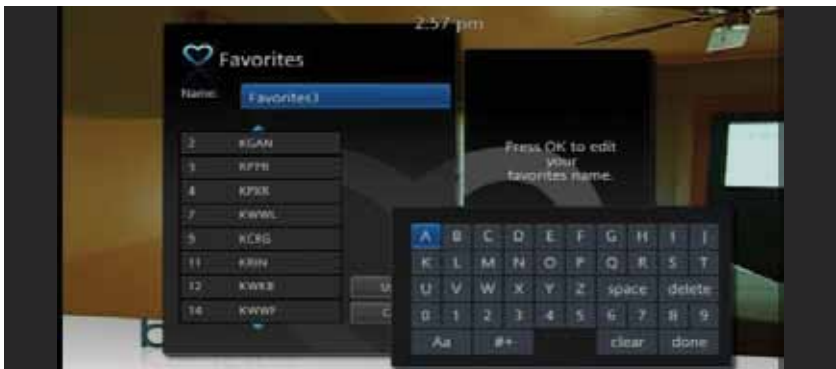 2:57 pm
Favorites
Name: Favorites3
2 KGAN
3 KPXR
4 KPXR
7 KWWL
9 KCRG
11 KRIN
12 KWKB
14 KWWF
Press OK to edit
your
favorites name.
A B C D E F G H I J
K L M N O P Q R S T
U V W X Y Z space delete
0 1 2 3 4 5 6 7 8 9
Aa #+- clear done